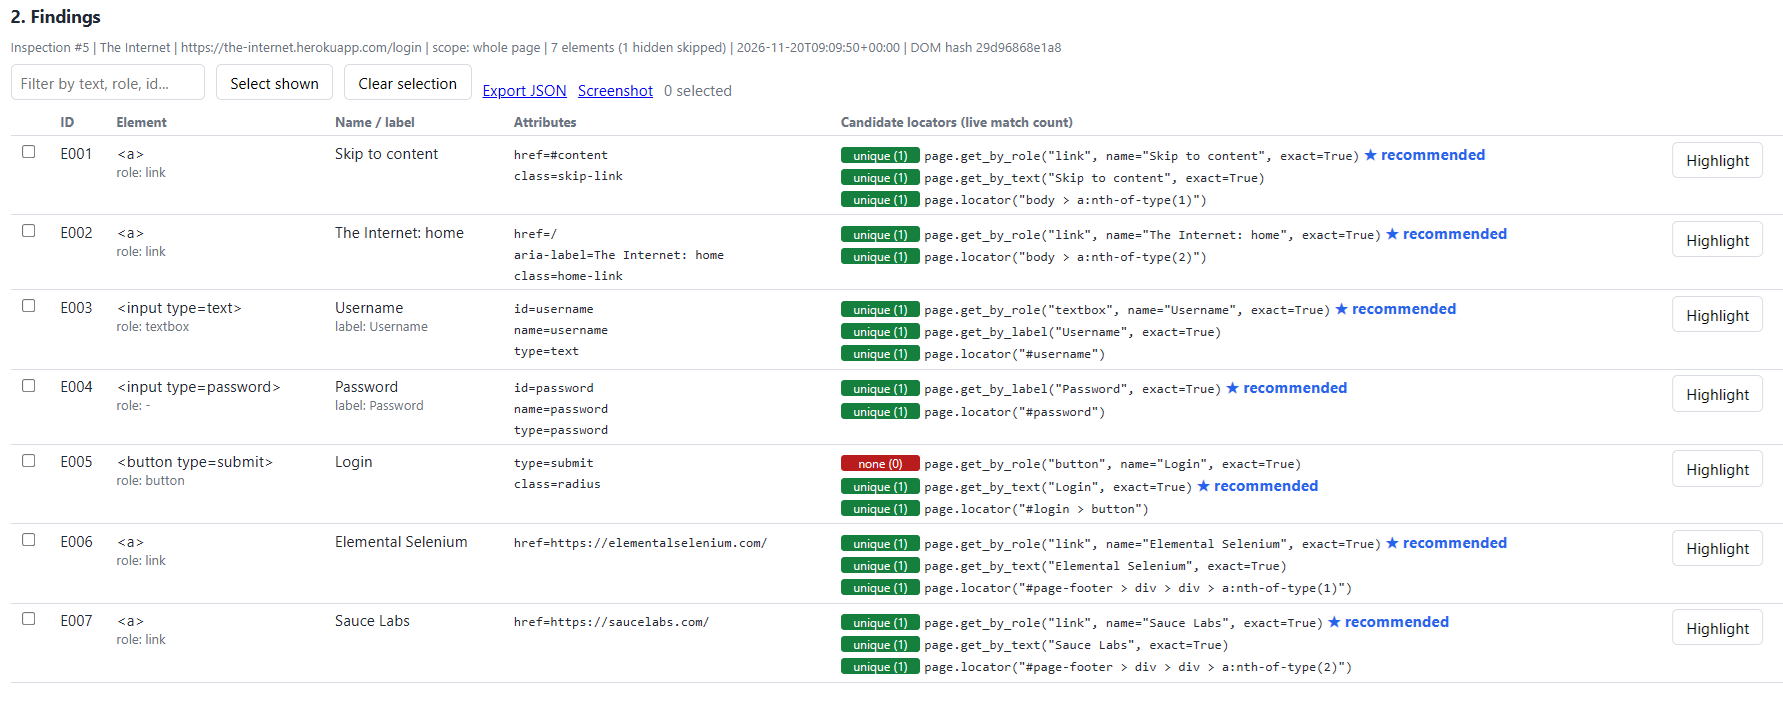 2. Findings
Inspection #5 | The Internet | https://the-internet.herokuapp.com/login | scope: whole page | 7 elements (1 hidden skipped) | 2026-11-20T09:09:50+00:00 | DOM hash 29d96868e1a8
Filter by text, role, id... Select shown Clear selection Export JSON Screenshot 0 selected
ID Element Name / label Attributes Candidate locators (live match count)
E001 <a> Skip to content href=#content unique (1) page.get_by_role("link", name="Skip to content", exact=True) ★ recommended Highlight
role: link class=skip-link unique (1) page.get_by_text("Skip to content", exact=True)
unique (1) page.locator("body > a:nth-of-type(1)")
E002 <a> The Internet: home href=/ unique (1) page.get_by_role("link", name="The Internet: home", exact=True) ★ recommended Highlight
role: link aria-label=The Internet: home unique (1) page.locator("body > a:nth-of-type(2)")
class=home-link
E003 <input type=text> Username id=username unique (1) page.get_by_role("textbox", name="Username", exact=True) ★ recommended Highlight
role: textbox label: Username name=username unique (1) page.get_by_label("Username", exact=True)
type=text unique (1) page.locator("#username")
E004 <input type=password> Password id=password unique (1) page.get_by_label("Password", exact=True) ★ recommended Highlight
role: - label: Password name=password unique (1) page.locator("#password")
type=password
E005 <button type=submit> Login type=submit none (0) page.get_by_role("button", name="Login", exact=True) Highlight
role: button class=radius unique (1) page.get_by_text("Login", exact=True) ★ recommended
unique (1) page.locator("#login > button")
E006 <a> Elemental Selenium href=https://elementalselenium.com/ unique (1) page.get_by_role("link", name="Elemental Selenium", exact=True) ★ recommended Highlight
role: link unique (1) page.get_by_text("Elemental Selenium", exact=True)
unique (1) page.locator("#page-footer > div > div > a:nth-of-type(1)")
E007 <a> Sauce Labs href=https://saucelabs.com/ unique (1) page.get_by_role("link", name="Sauce Labs", exact=True) ★ recommended Highlight
role: link unique (1) page.get_by_text("Sauce Labs", exact=True)
unique (1) page.locator("#page-footer > div > div > a:nth-of-type(2)")